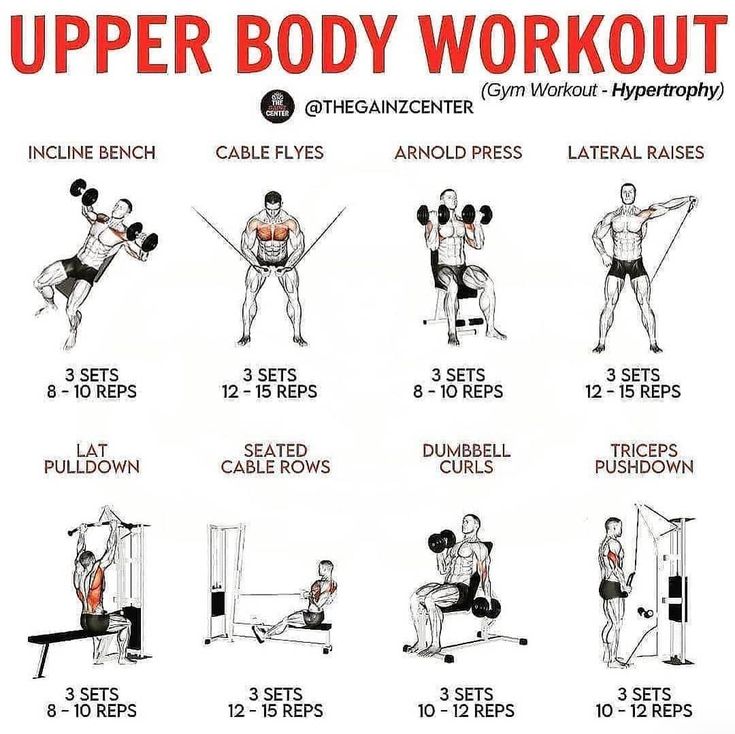 UPPER BODY WORKOUT
(Gym Workout - Hypertrophy)
THE
GAINZ
CENTER
@THEGAINZCENTER
INCLINE BENCH
3 SETS
8 - 10 REPS
CABLE FLYES
3 SETS
12 - 15 REPS
ARNOLD PRESS
3 SETS
8 - 10 REPS
LATERAL RAISES
3 SETS
12 - 15 REPS
LAT
PULLDOWN
3 SETS
8 - 10 REPS
SEATED
CABLE ROWS
3 SETS
12 - 15 REPS
DUMBBELL
CURLS
3 SETS
10 - 12 REPS
TRICEPS
PUSHDOWN
3 SETS
10 - 12 REPS